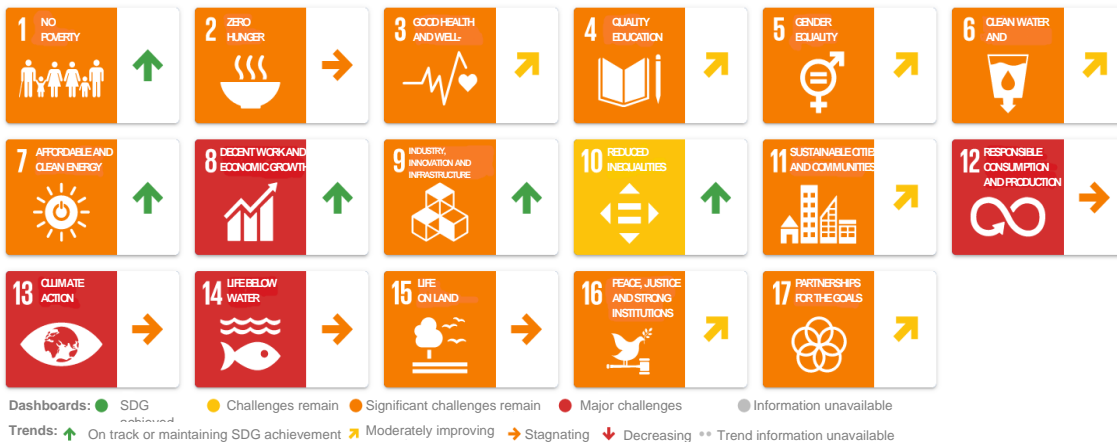 1 NO
POVERTY
2 ZERO
HUNGER
3 GOOD HEALTH
AND WELL-
4 QUALITY
EDUCATION
5 GENDER
EQUALITY
6 CLEAN WATER
AND
7 AFFORDABLE AND
CLEAN ENERGY
8 DECENT WORK AND
ECONOMIC GROWTH
9 INDUSTRY,
INNOVATION AND
INFRASTRUCTURE
10 REDUCED
INEQUALITIES
11 SUSTAINABLE CITIE
AND COMMUNITIES
12 RESPONSIBLE
CONSUMPTION
AND PRODUCTION
13 CLIMATE
ACTION
14 LIFE BELOW
WATER
15 LIFE
ON LAND
16 PEACE, JUSTICE
AND STRONG
INSTITUTIONS
17 PARTNERSHIPS
FOR THE GOALS
Dashboards: SDG Challenges remain Significant challenges remain Major challenges Information unavailable
achieved
Trends: On track or maintaining SDG achievement Moderately improving Stagnating Decreasing Trend information unavailable